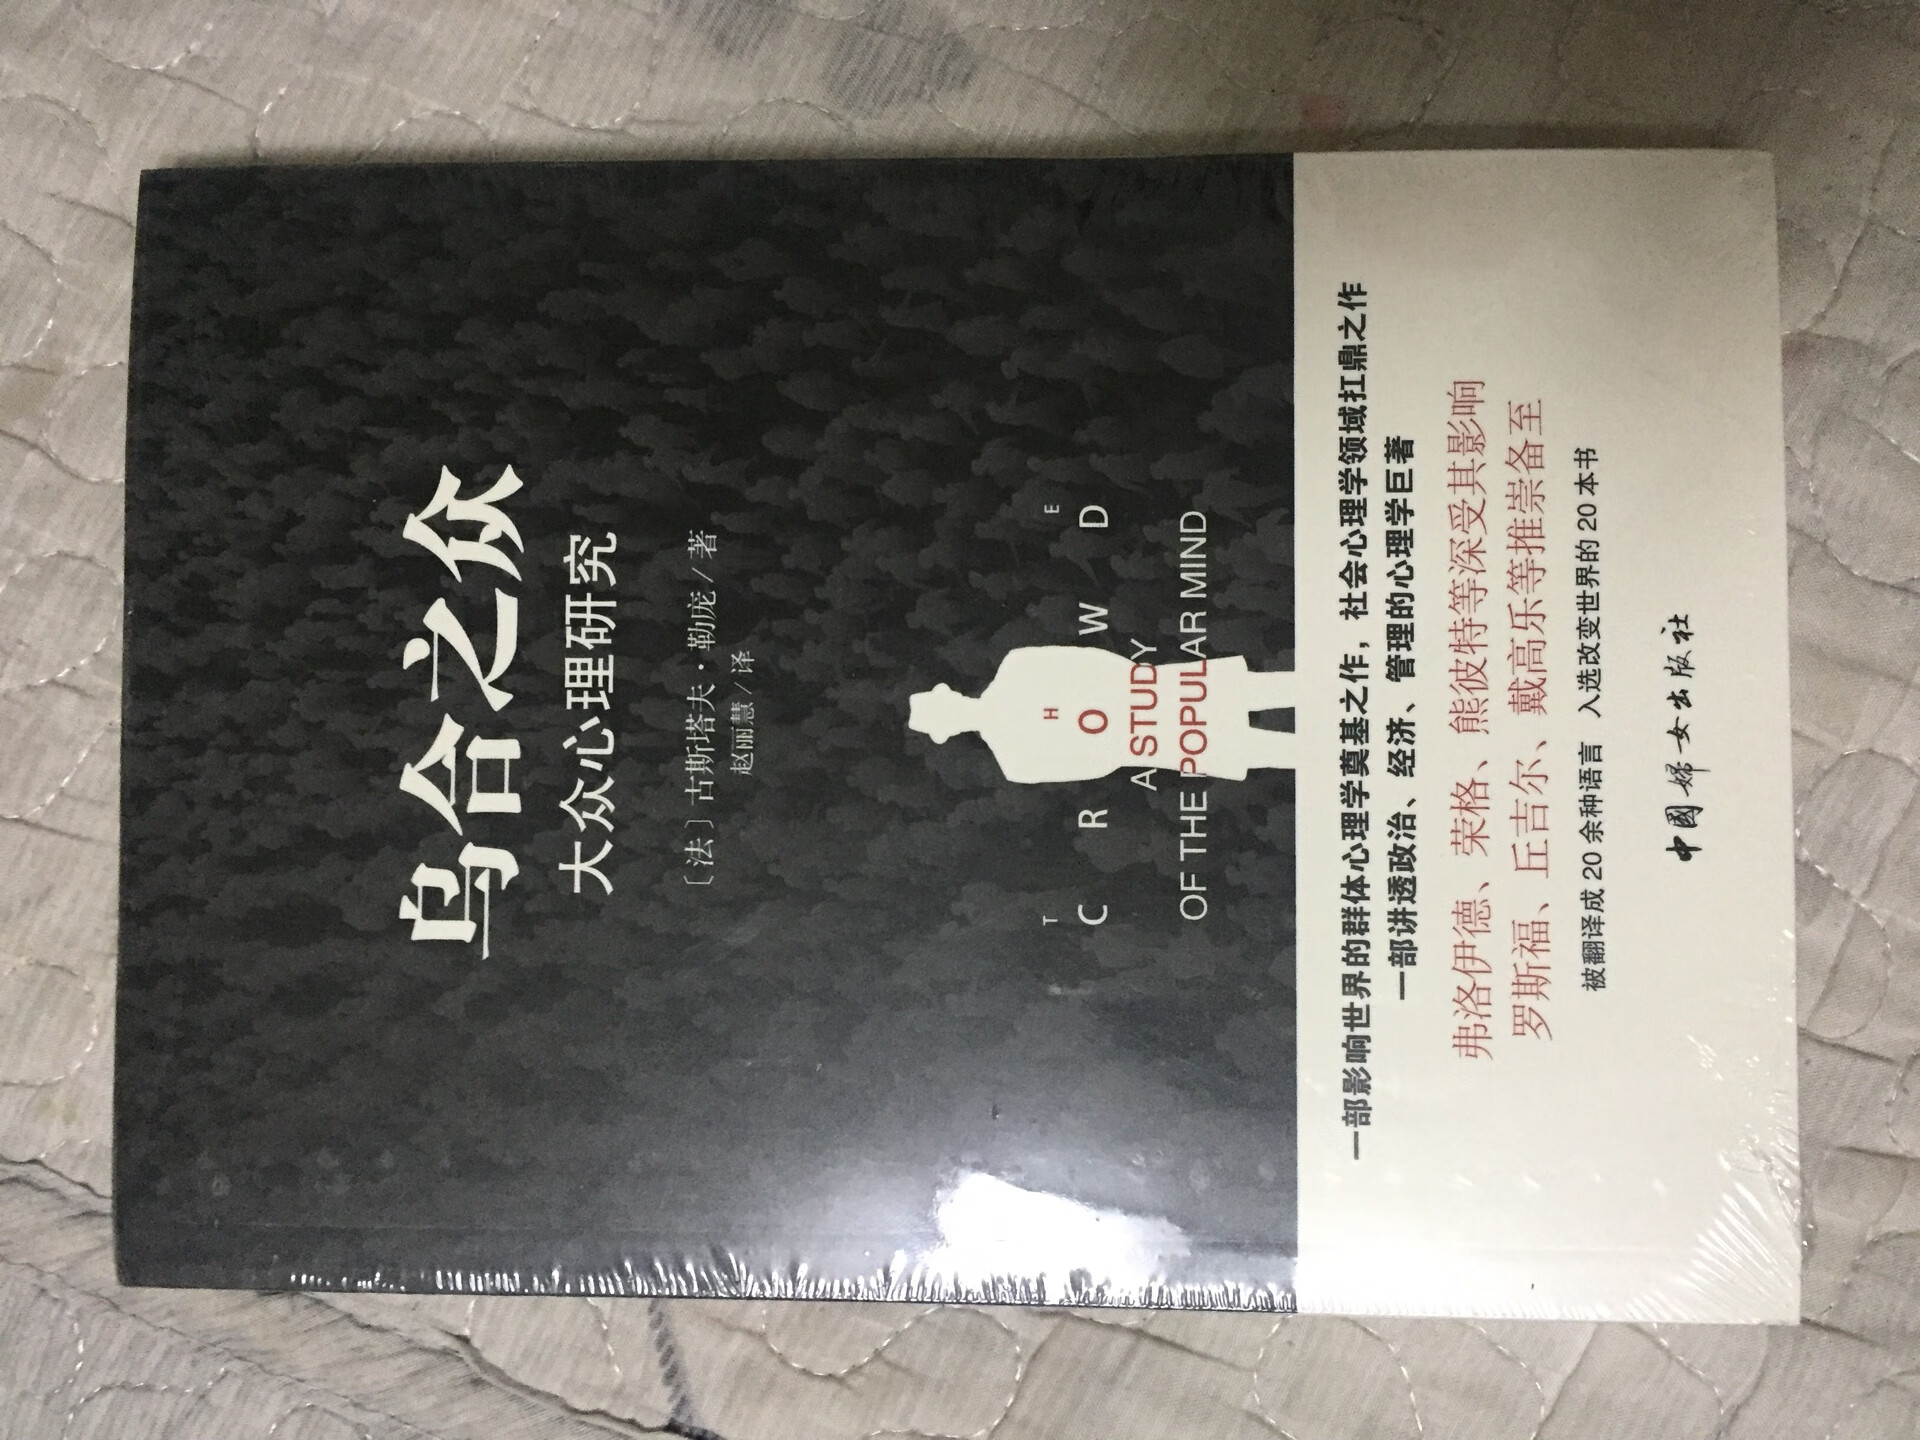 乌合之众
大众心理研究
〔法〕古斯塔夫·勒庞/著
赵丽慧/译
THE
CROWD
A STUDY
OF THE POPULAR MIND
一部影响世界的群体心理学奠基之作，社会心理学领域扛鼎之作
一部讲透政治、经济、管理的心理学巨著
弗洛伊德、荣格、熊彼特等深受其影响
罗斯福、丘吉尔、戴高乐等推崇备至
被翻译成20余种语言 入选改变世界的20本书
中國婦女出版社